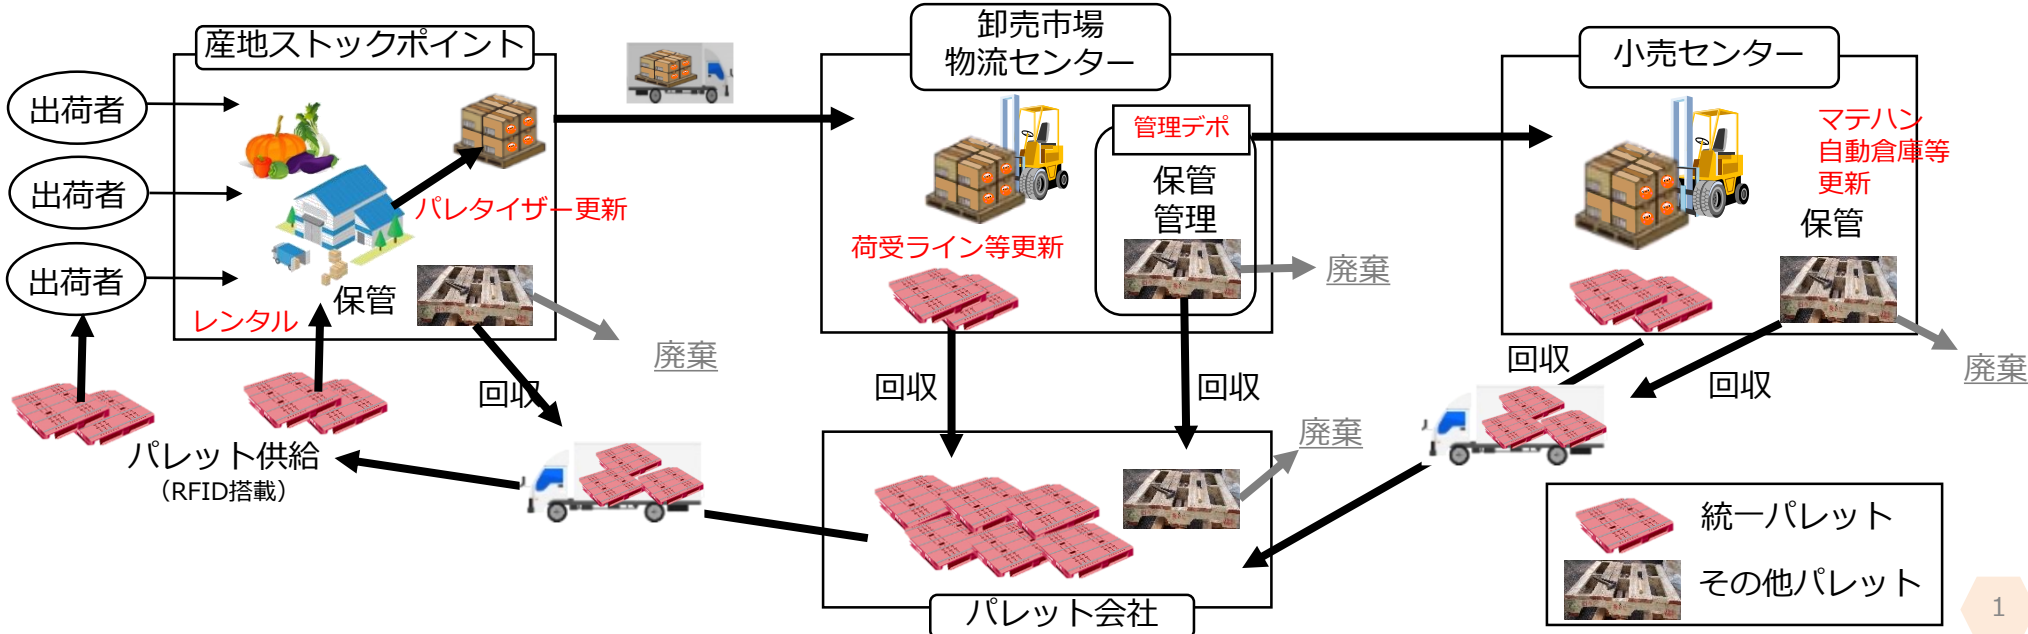 産地ストックポイント
出荷者
出荷者
出荷者
パレタイザー更新
保管
レンタル
廃棄
回収
パレット供給
（RFID搭載）
卸売市場
物流センター
管理デポ
保管
管理
荷受ライン等更新
廃棄
回収
回収
廃棄
パレット会社
小売センター
マテハン
自動倉庫等
更新
保管
回収
回収
廃棄
統一パレット
その他パレット
1